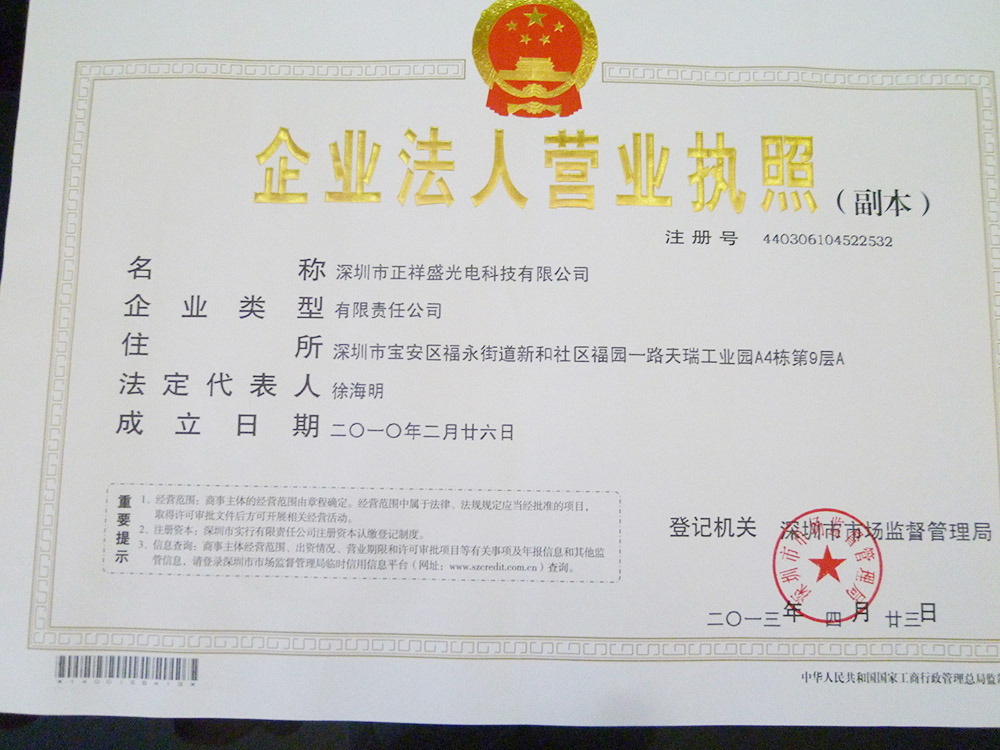 企业法人营业执照
（副本）
注册号 440306104522532
名称 深圳市正祥盛光电科技有限公司
企业类型 有限责任公司
住所 深圳市宝安区福永街道新和社区福园一路天瑞工业园A4栋第9层A
法定代表人 徐海明
成立日期 二〇一〇年二月廿六日
重要提示
1．经营范围：商事主体的经营范围由章程确定。经营范围中属于法律、法规规定应当经批准的项目，
取得许可审批文件后方可开展相关经营活动。
2．注册资本：深圳市实行有限责任公司注册资本认缴登记制度。
3．信息查询：商事主体经营范围、出资情况、营业期限和许可审批项目等有关事项及年报信息和其他监
管信息，请登录深圳市市场监督管理局临时信用信息平台（网址：www.szcredit.com.cn）查询。
登记机关 深圳市市场监督管理局
深圳市市场监督管理局
二〇一三年四月廿三日
中华人民共和国国家工商行政管理总局监制